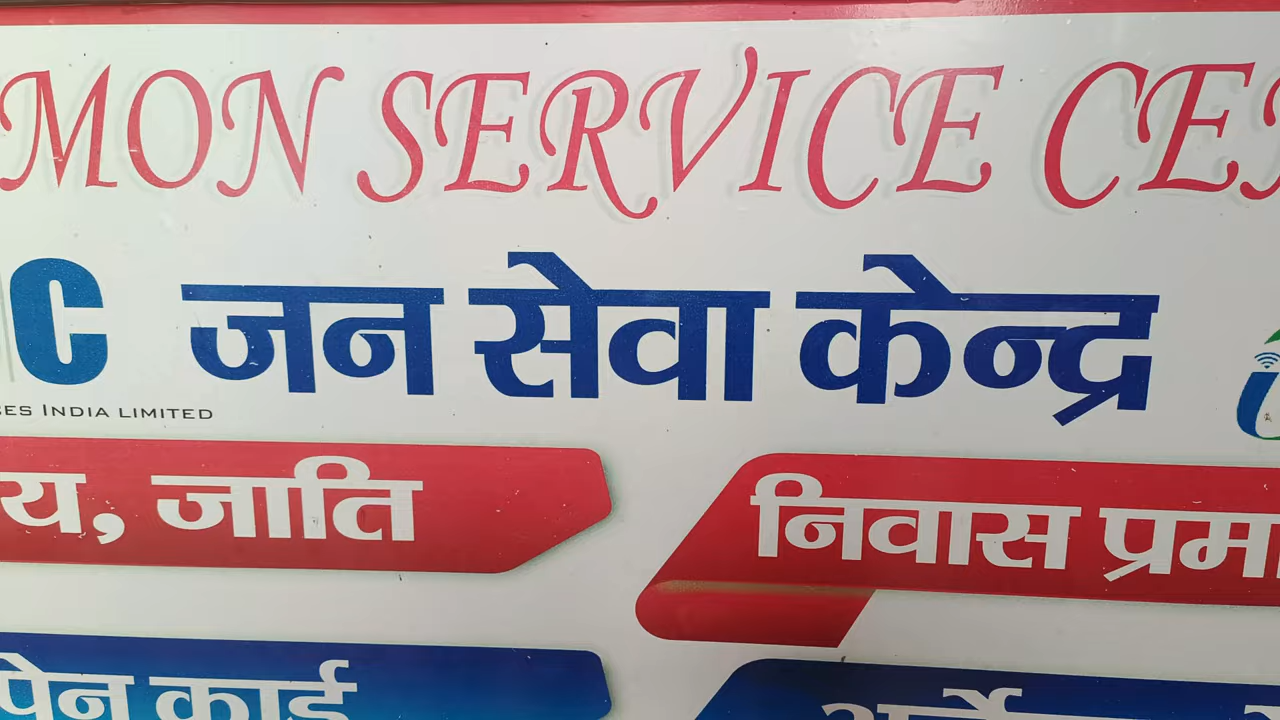 MON SERVICE CE
C जन सेवा केन्द्र
ES INDIA LIMITED
य, जाति
निवास प्रमा
पेन कार्ड